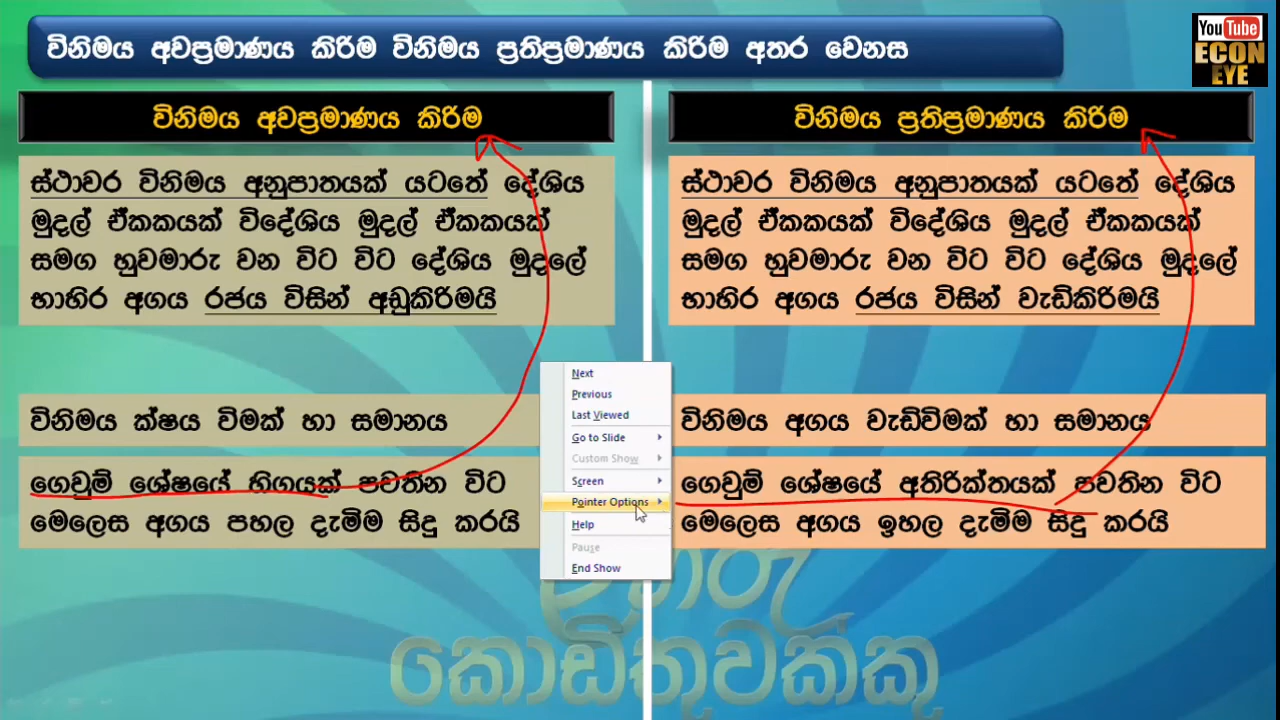 විනිමය අවප්‍රමාණය කිරිම විනිමය ප්‍රතිප්‍රමාණය කිරිම අතර වෙනස
YouTube
ECON
EYE
විනිමය අවප්‍රමාණය කිරිම
ස්ථාවර විනිමය අනුපාතයක් යටතේ දේශිය
මුදල් ඒකකයක් විදේශිය මුදල් ඒකකයක්
සමග හුවමාරු වන විට විට දේශිය මුදලේ
භාහිර අගය රජය විසින් අඩුකිරිමයි
විනිමය ක්ෂය විමක් හා සමානය
ගෙවුම් ශේෂයේ හිගයක් පවතින විට
මෙලෙස අගය පහල දැමිම සිදු කරයි
විනිමය ප්‍රතිප්‍රමාණය කිරිම
ස්ථාවර විනිමය අනුපාතයක් යටතේ දේශිය
මුදල් ඒකකයක් විදේශිය මුදල් ඒකකයක්
සමග හුවමාරු වන විට විට දේශිය මුදලේ
භාහිර අගය රජය විසින් වැඩිකිරිමයි
විනිමය අගය වැඩිවිමක් හා සමානය
ගෙවුම් ශේෂයේ අතිරික්තයක් පවතින විට
මෙලෙස අගය ඉහල දැමිම සිදු කරයි
Next
Previous
Last Viewed
Go to Slide
Custom Show
Screen
Pointer Options
Help
Pause
End Show